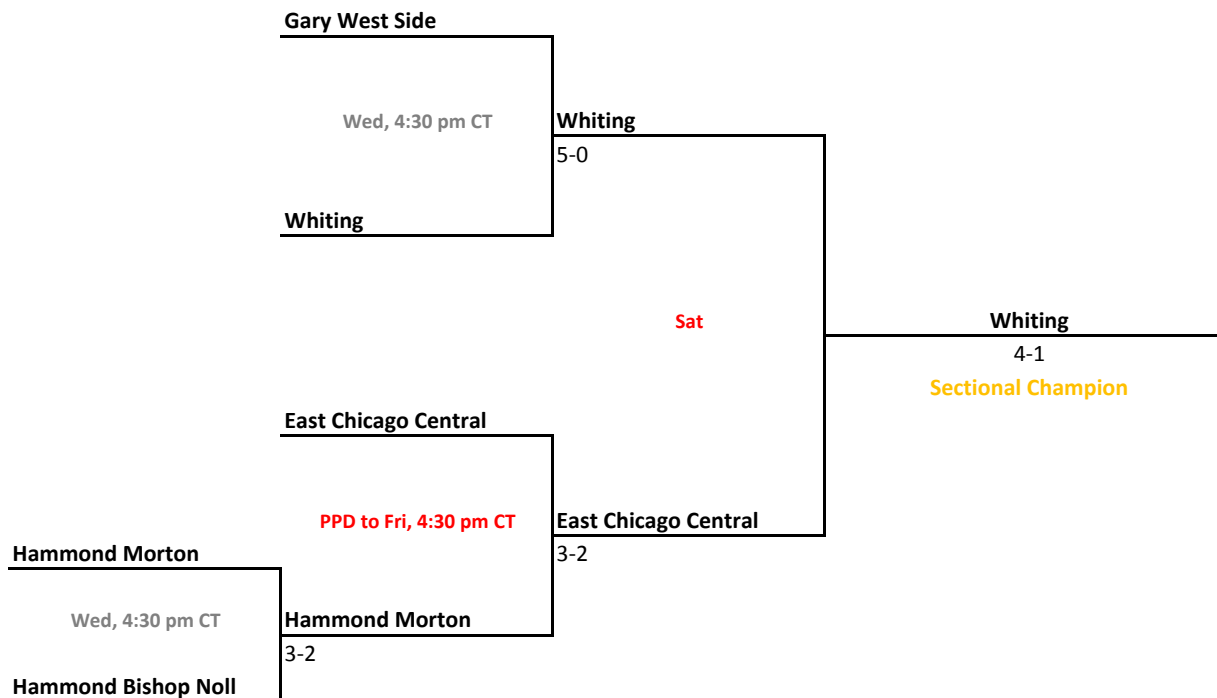 Gary West Side
Wed, 4:30 pm CT
Whiting
5-0
Whiting
Sat
Whiting
4-1
Sectional Champion
East Chicago Central
PPD to Fri, 4:30 pm CT
East Chicago Central
3-2
Hammond Morton
Wed, 4:30 pm CT
Hammond Morton
3-2
Hammond Bishop Noll